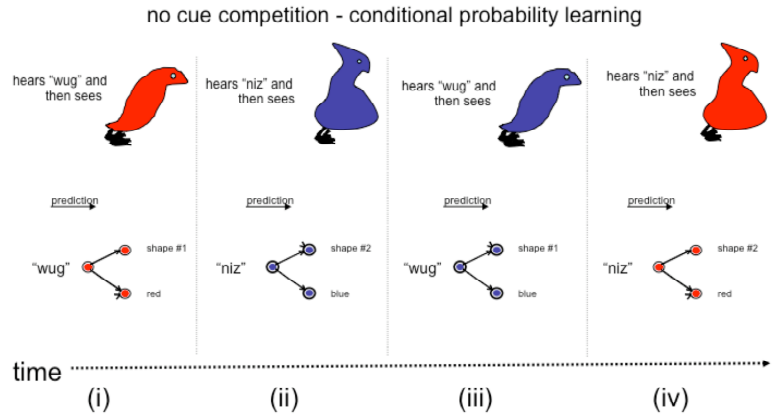 no cue competition - conditional probability learning
hears “wug” and
then sees
hears “niz” and
then sees
hears “wug” and
then sees
hears “niz” and
then sees
prediction
prediction
prediction
prediction
“wug”
shape #1
red
“niz”
shape #2
blue
“wug”
shape #1
blue
“niz”
shape #2
red
time
(i)
(ii)
(iii)
(iv)